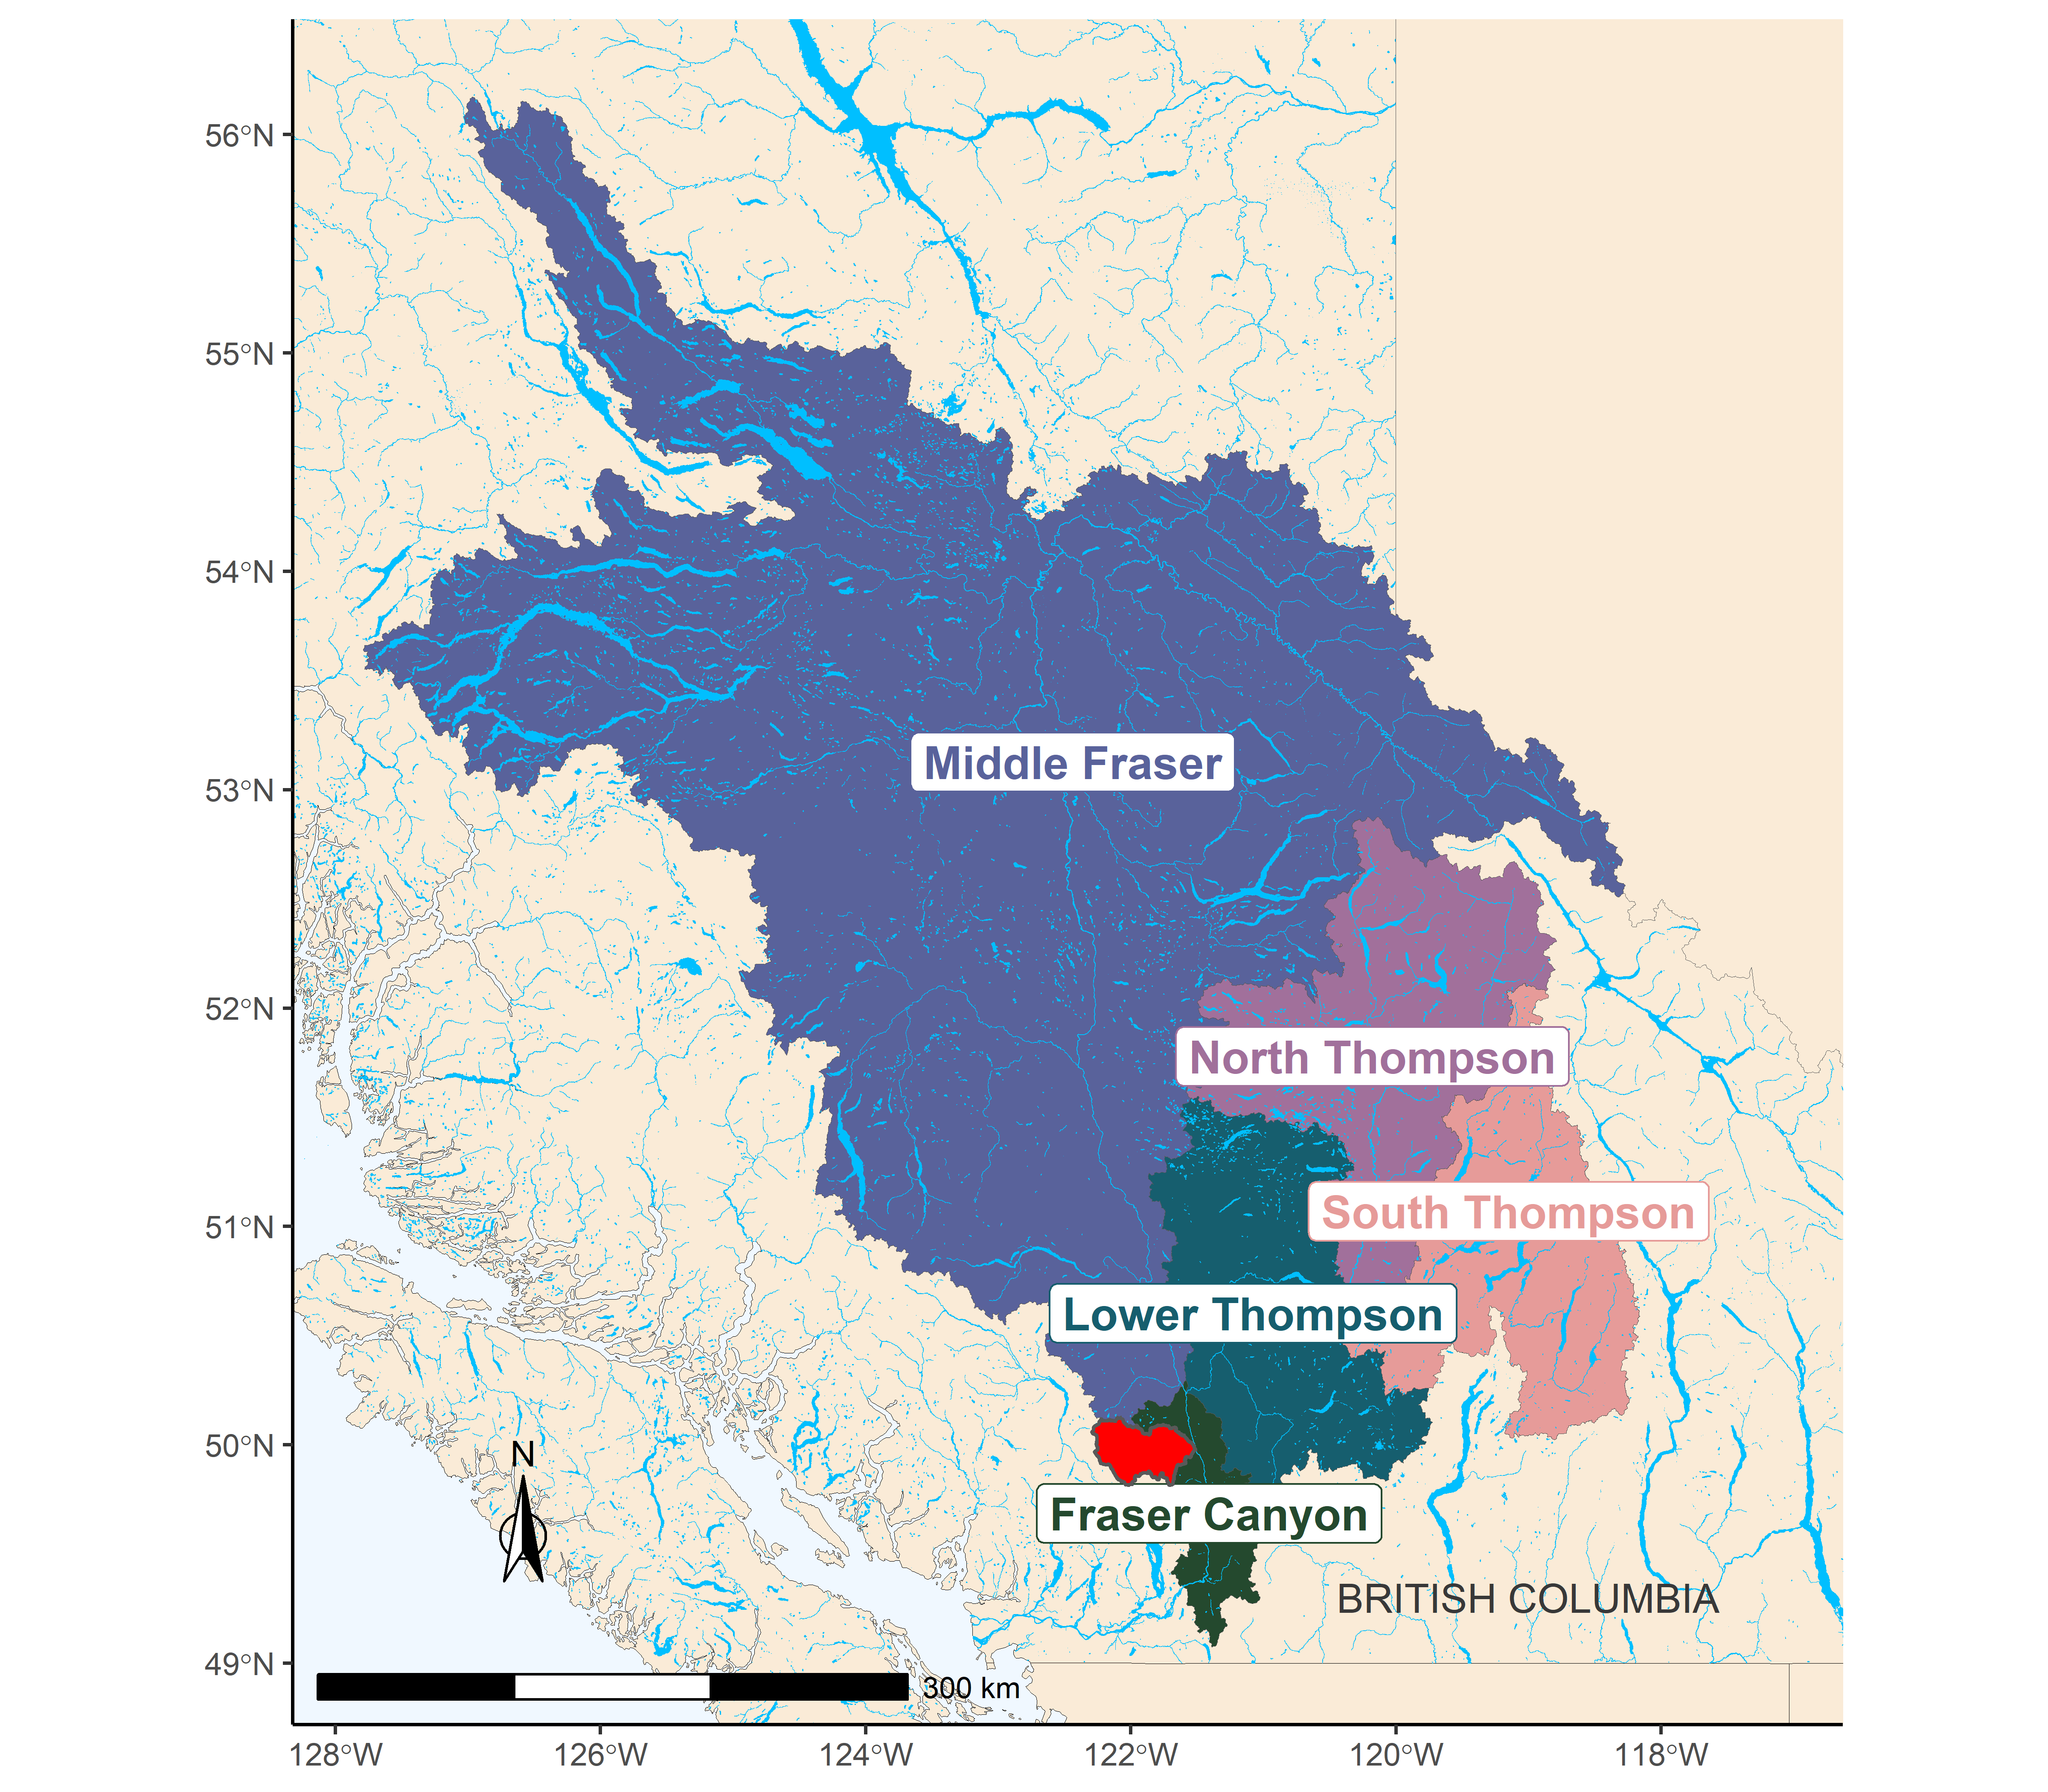 56°N
55°N
54°N
53°N
52°N
51°N
50°N
49°N
Middle Fraser
North Thompson
South Thompson
Lower Thompson
Fraser Canyon
BRITISH COLUMBIA
N
300 km
128°W 126°W 124°W 122°W 120°W 118°W